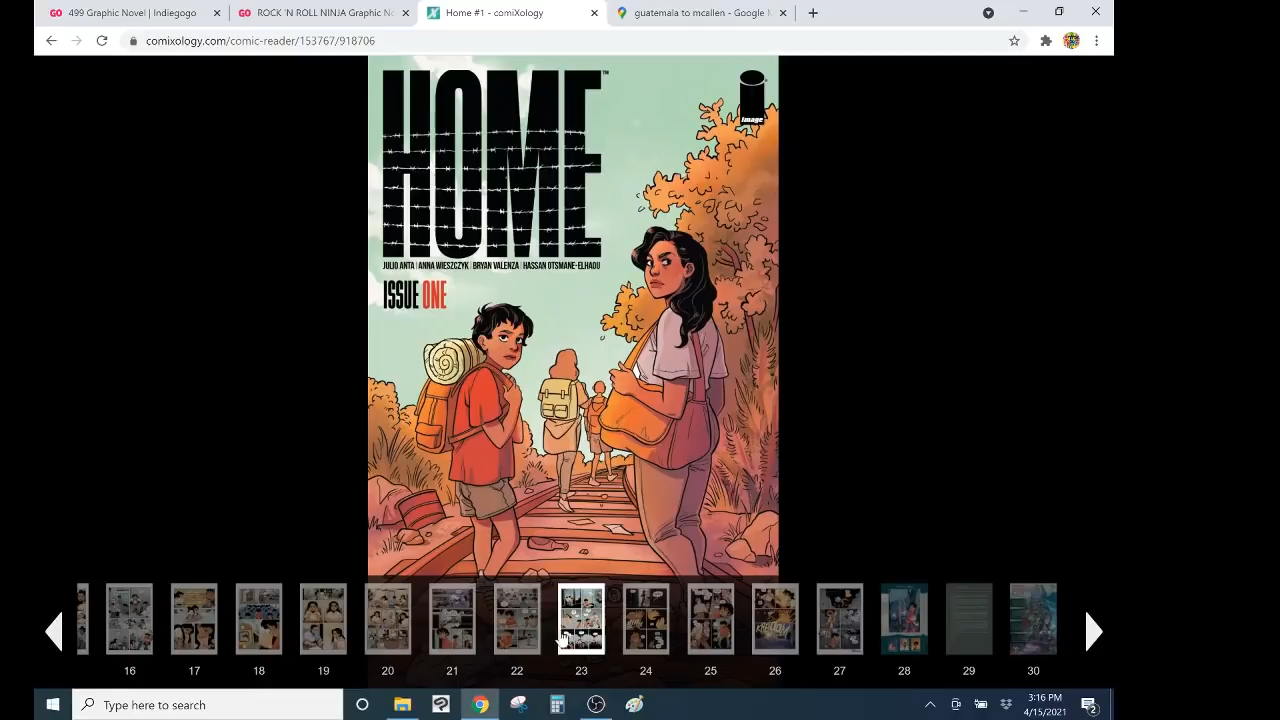 499 Graphic Novel | Indiegogo
ROCK 'N ROLL NINJA Graphic No
Home #1 - comiXology
guatemala to mcallen - Google M
comixology.com/comic-reader/153767/918706
HOME™
image
JULIO ANTA | ANNA WIESZCZYK | BRYAN VALENZA | HASSAN OTSMANE-ELHAOU
ISSUE ONE
16 17 18 19 20 21 22 23 24 25 26 27 28 29 30
Type here to search
3:16 PM
4/15/2021
2